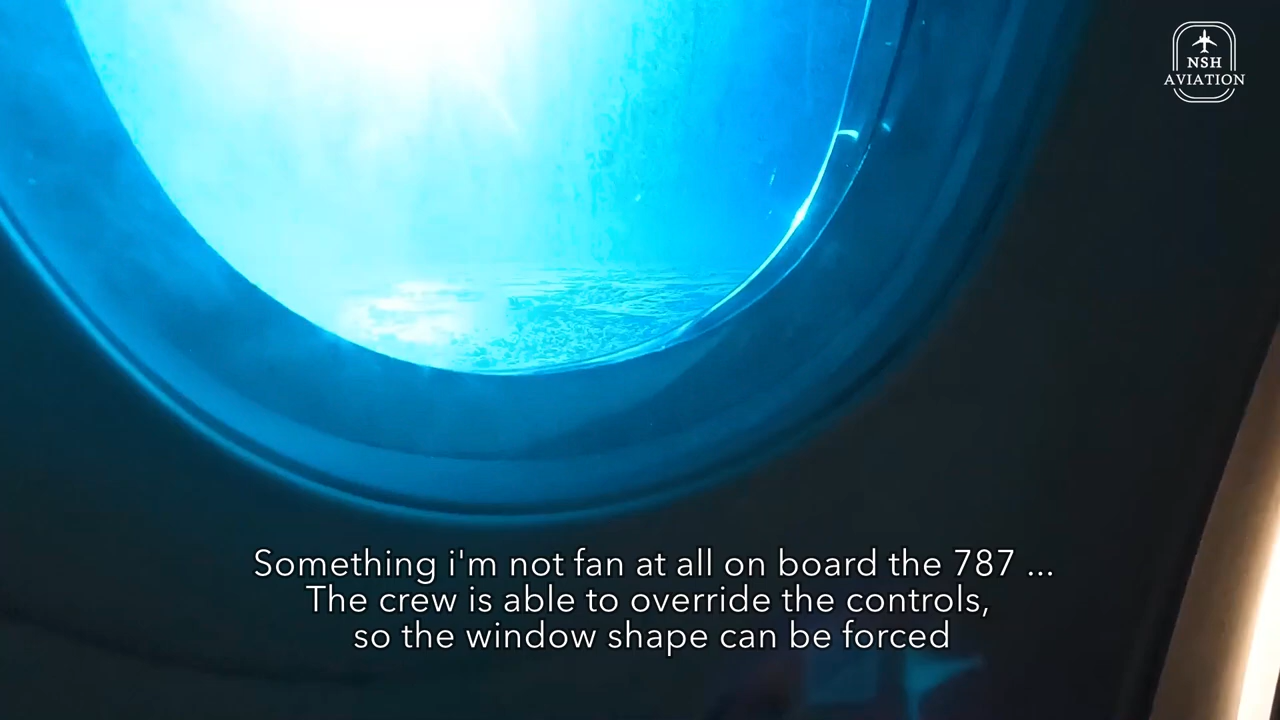 NSH
AVIATION
Something i'm not fan at all on board the 787 ...
The crew is able to override the controls,
so the window shape can be forced